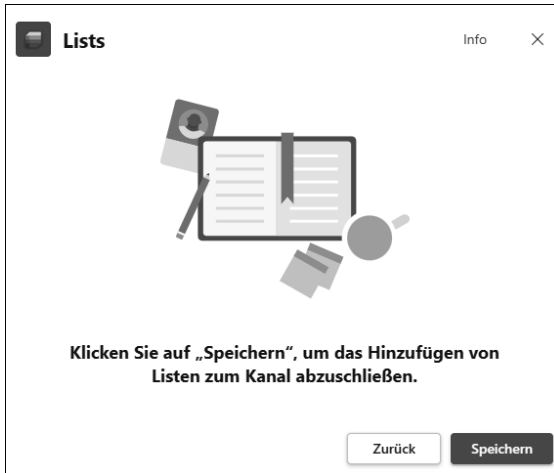 Lists
Info
Klicken Sie auf „Speichern“, um das Hinzufügen von
Listen zum Kanal abzuschließen.
Zurück
Speichern